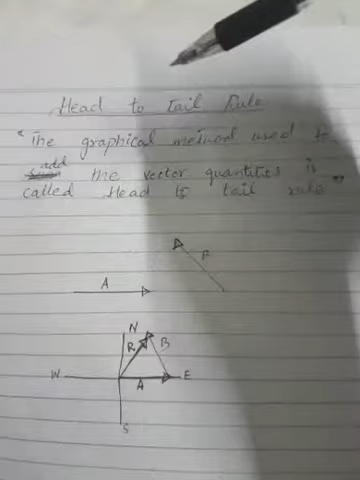 Head to tail Rule
"The graphical method used to
add
the vector quantities is
called Head to tail rule"
A
N
R
B
W
A
E
S